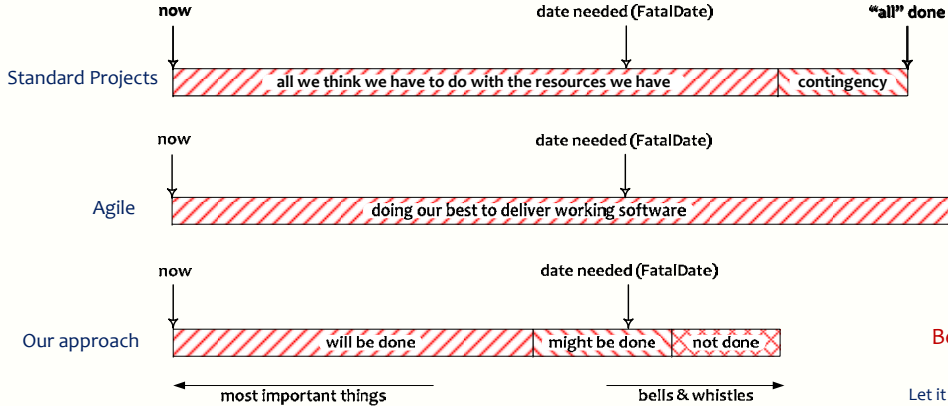 now
date needed (FatalDate)
“all” done
Standard Projects
all we think we have to do with the resources we have
contingency
now
date needed (FatalDate)
Agile
doing our best to deliver working software
now
date needed (FatalDate)
Our approach
will be done
might be done
not done
most important things
bells & whistles
Let it